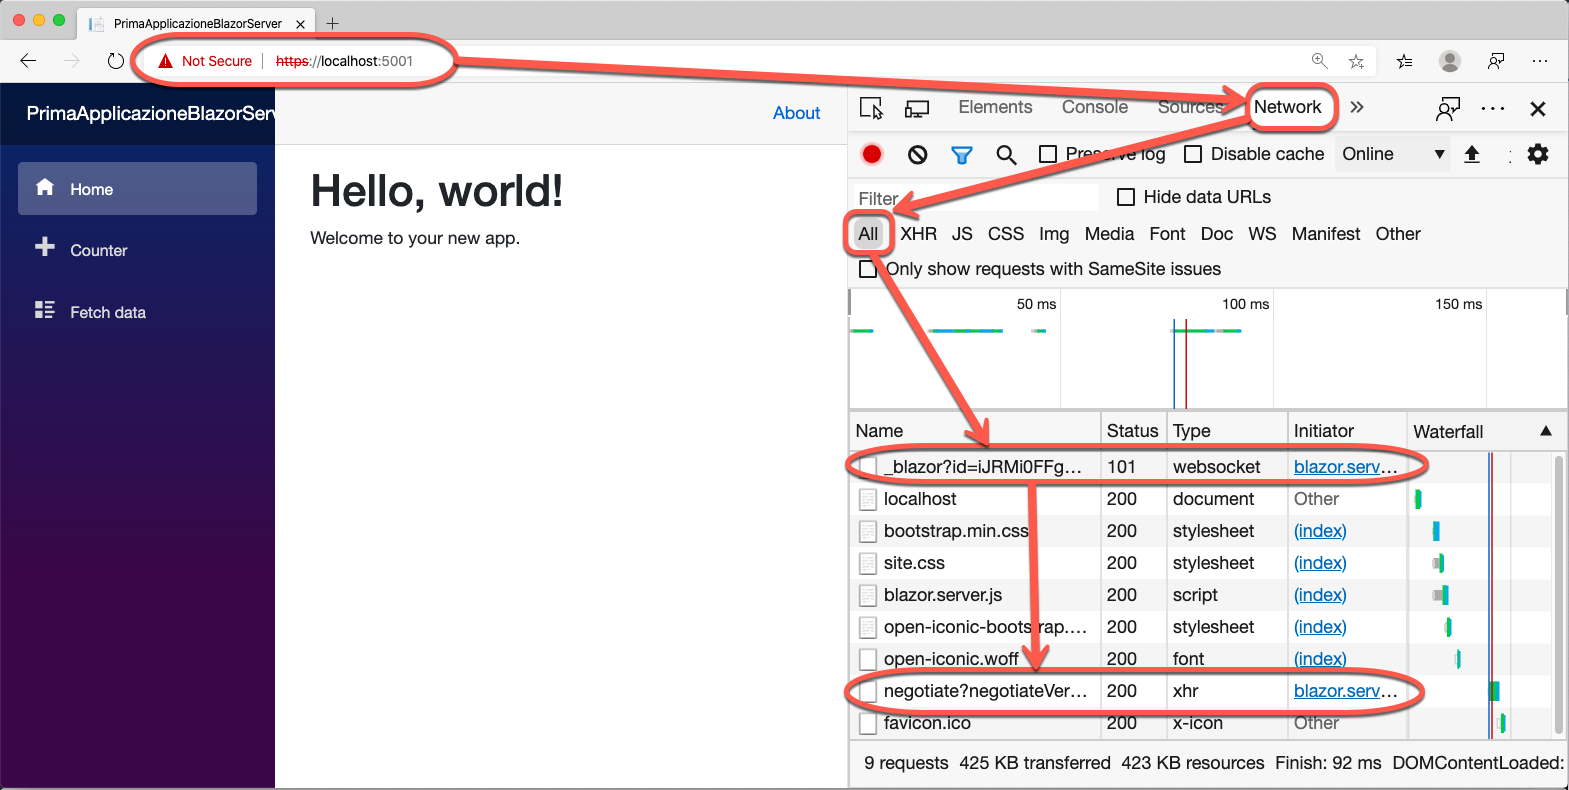 PrimaApplicazioneBlazorServer
Not Secure https://localhost:5001
PrimaApplicazioneBlazorServ
About
Home
Counter
Fetch data
Hello, world!
Welcome to your new app.
Elements Console Sources Network
Preserve log Disable cache Online
Filter Hide data URLs
All XHR JS CSS Img Media Font Doc WS Manifest Other
Only show requests with SameSite issues
50 ms 100 ms 150 ms
Name Status Type Initiator Waterfall
_blazor?id=iJRMi0FFg... 101 websocket blazor.serv...
localhost 200 document Other
bootstrap.min.css 200 stylesheet (index)
site.css 200 stylesheet (index)
blazor.server.js 200 script (index)
open-iconic-bootstrap.... 200 stylesheet (index)
open-iconic.woff 200 font (index)
negotiate?negotiateVer... 200 xhr blazor.serv...
favicon.ico 200 x-icon Other
9 requests 425 KB transferred 423 KB resources Finish: 92 ms DOMContentLoaded: